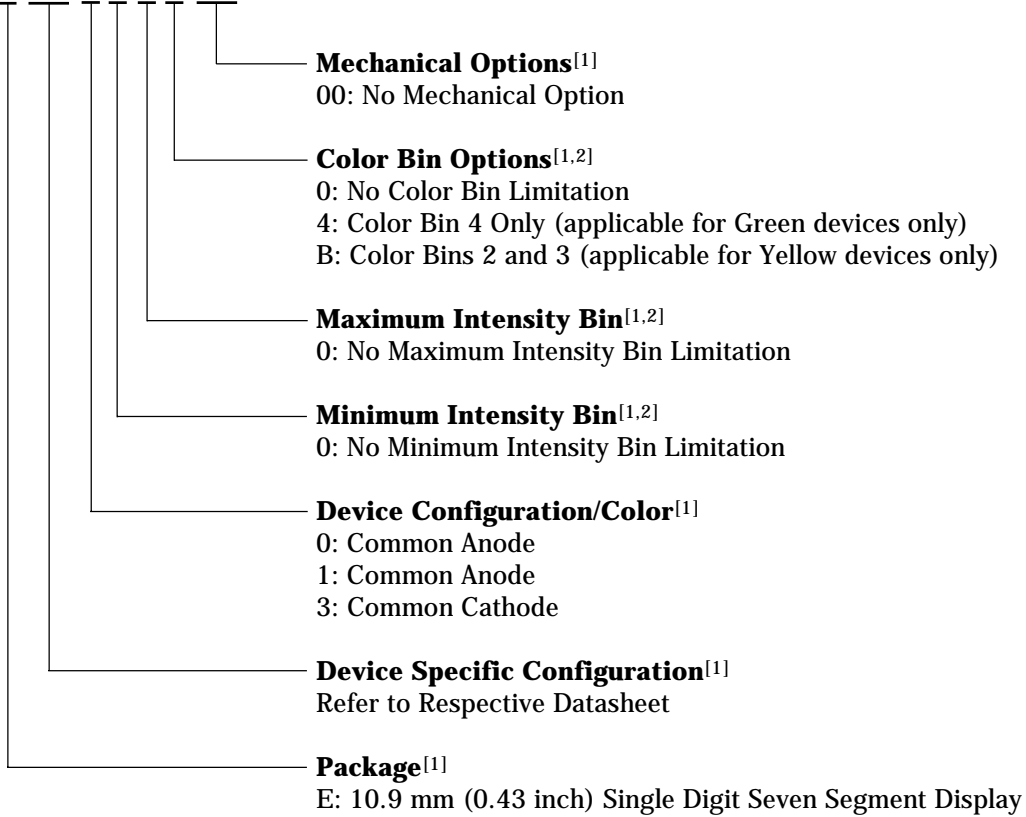 Mechanical Options[1]
00: No Mechanical Option
Color Bin Options[1,2]
0: No Color Bin Limitation
4: Color Bin 4 Only (applicable for Green devices only)
B: Color Bins 2 and 3 (applicable for Yellow devices only)
Maximum Intensity Bin[1,2]
0: No Maximum Intensity Bin Limitation
Minimum Intensity Bin[1,2]
0: No Minimum Intensity Bin Limitation
Device Configuration/Color[1]
0: Common Anode
1: Common Anode
3: Common Cathode
Device Specific Configuration[1]
Refer to Respective Datasheet
Package[1]
E: 10.9 mm (0.43 inch) Single Digit Seven Segment Display